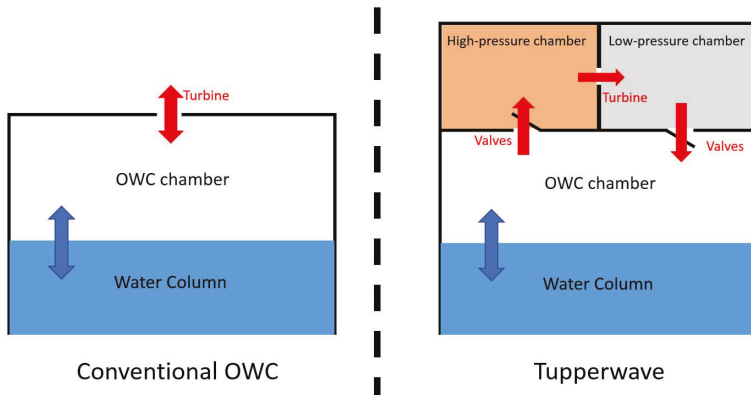 Turbine
OWC chamber
Water Column
Conventional OWC
High-pressure chamber
Low-pressure chamber
Turbine
Valves
Valves
OWC chamber
Water Column
Tupperwave